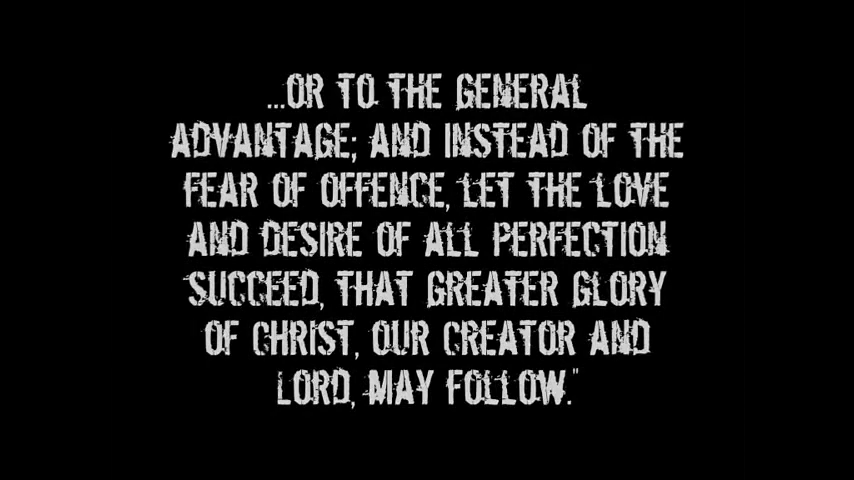 ...OR TO THE GENERAL
ADVANTAGE; AND INSTEAD OF THE
FEAR OF OFFENCE, LET THE LOVE
AND DESIRE OF ALL PERFECTION
SUCCEED, THAT GREATER GLORY
OF CHRIST, OUR CREATOR AND
LORD, MAY FOLLOW."